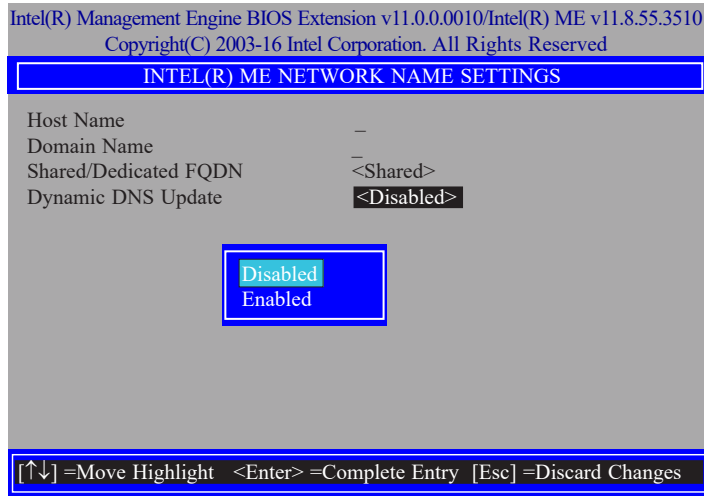 Intel(R) Management Engine BIOS Extension v11.0.0.0010/Intel(R) ME v11.8.55.3510
Copyright(C) 2003-16 Intel Corporation. All Rights Reserved
INTEL(R) ME NETWORK NAME SETTINGS
Host Name _
Domain Name _
Shared/Dedicated FQDN <Shared>
Dynamic DNS Update <Disabled>
Disabled
Enabled
[↑↓] =Move Highlight <Enter> =Complete Entry [Esc] =Discard Changes